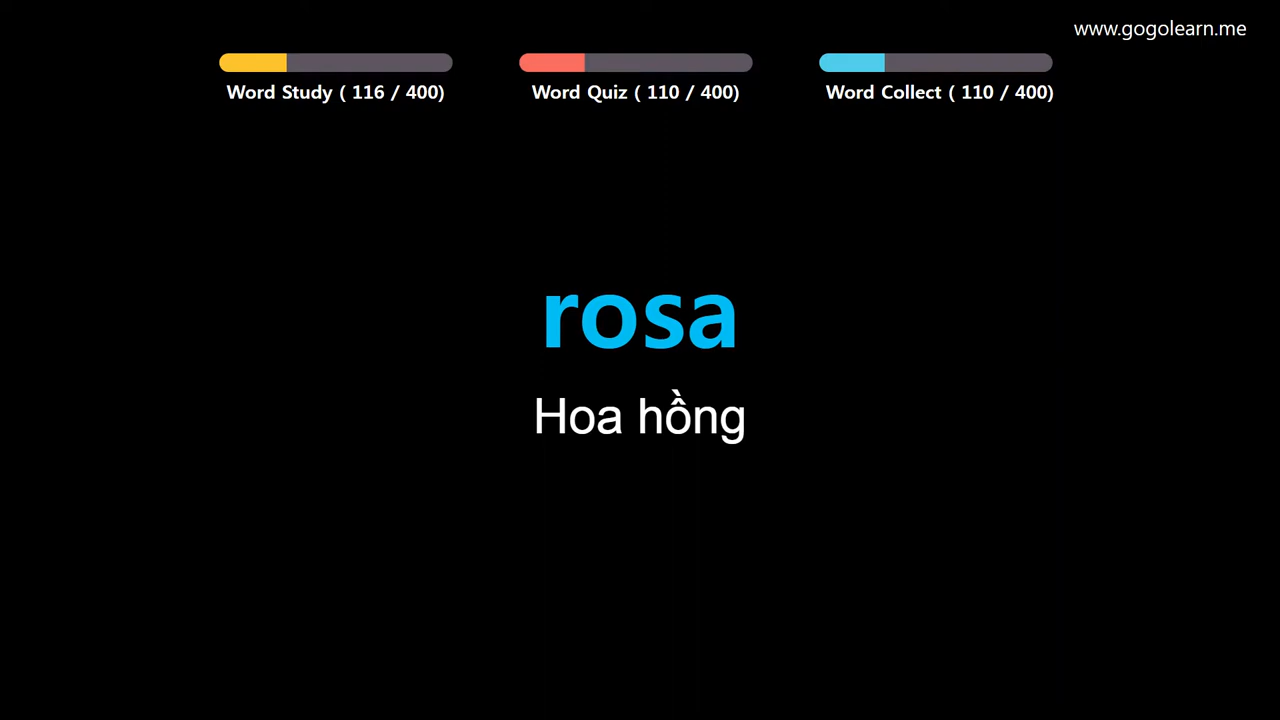 www.gogolearn.me
Word Study ( 116 / 400)
Word Quiz ( 110 / 400)
Word Collect ( 110 / 400)
rosa
Hoa hồng